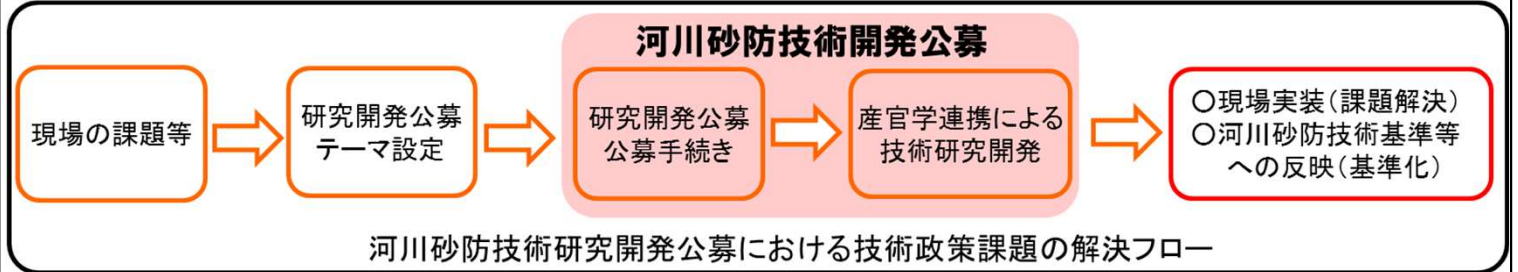 河川砂防技術開発公募
現場の課題等
研究開発公募
テーマ設定
研究開発公募
公募手続き
産官学連携による
技術研究開発
〇現場実装（課題解決）
〇河川砂防技術基準等
への反映（基準化）
河川砂防技術研究開発公募における技術政策課題の解決フロー